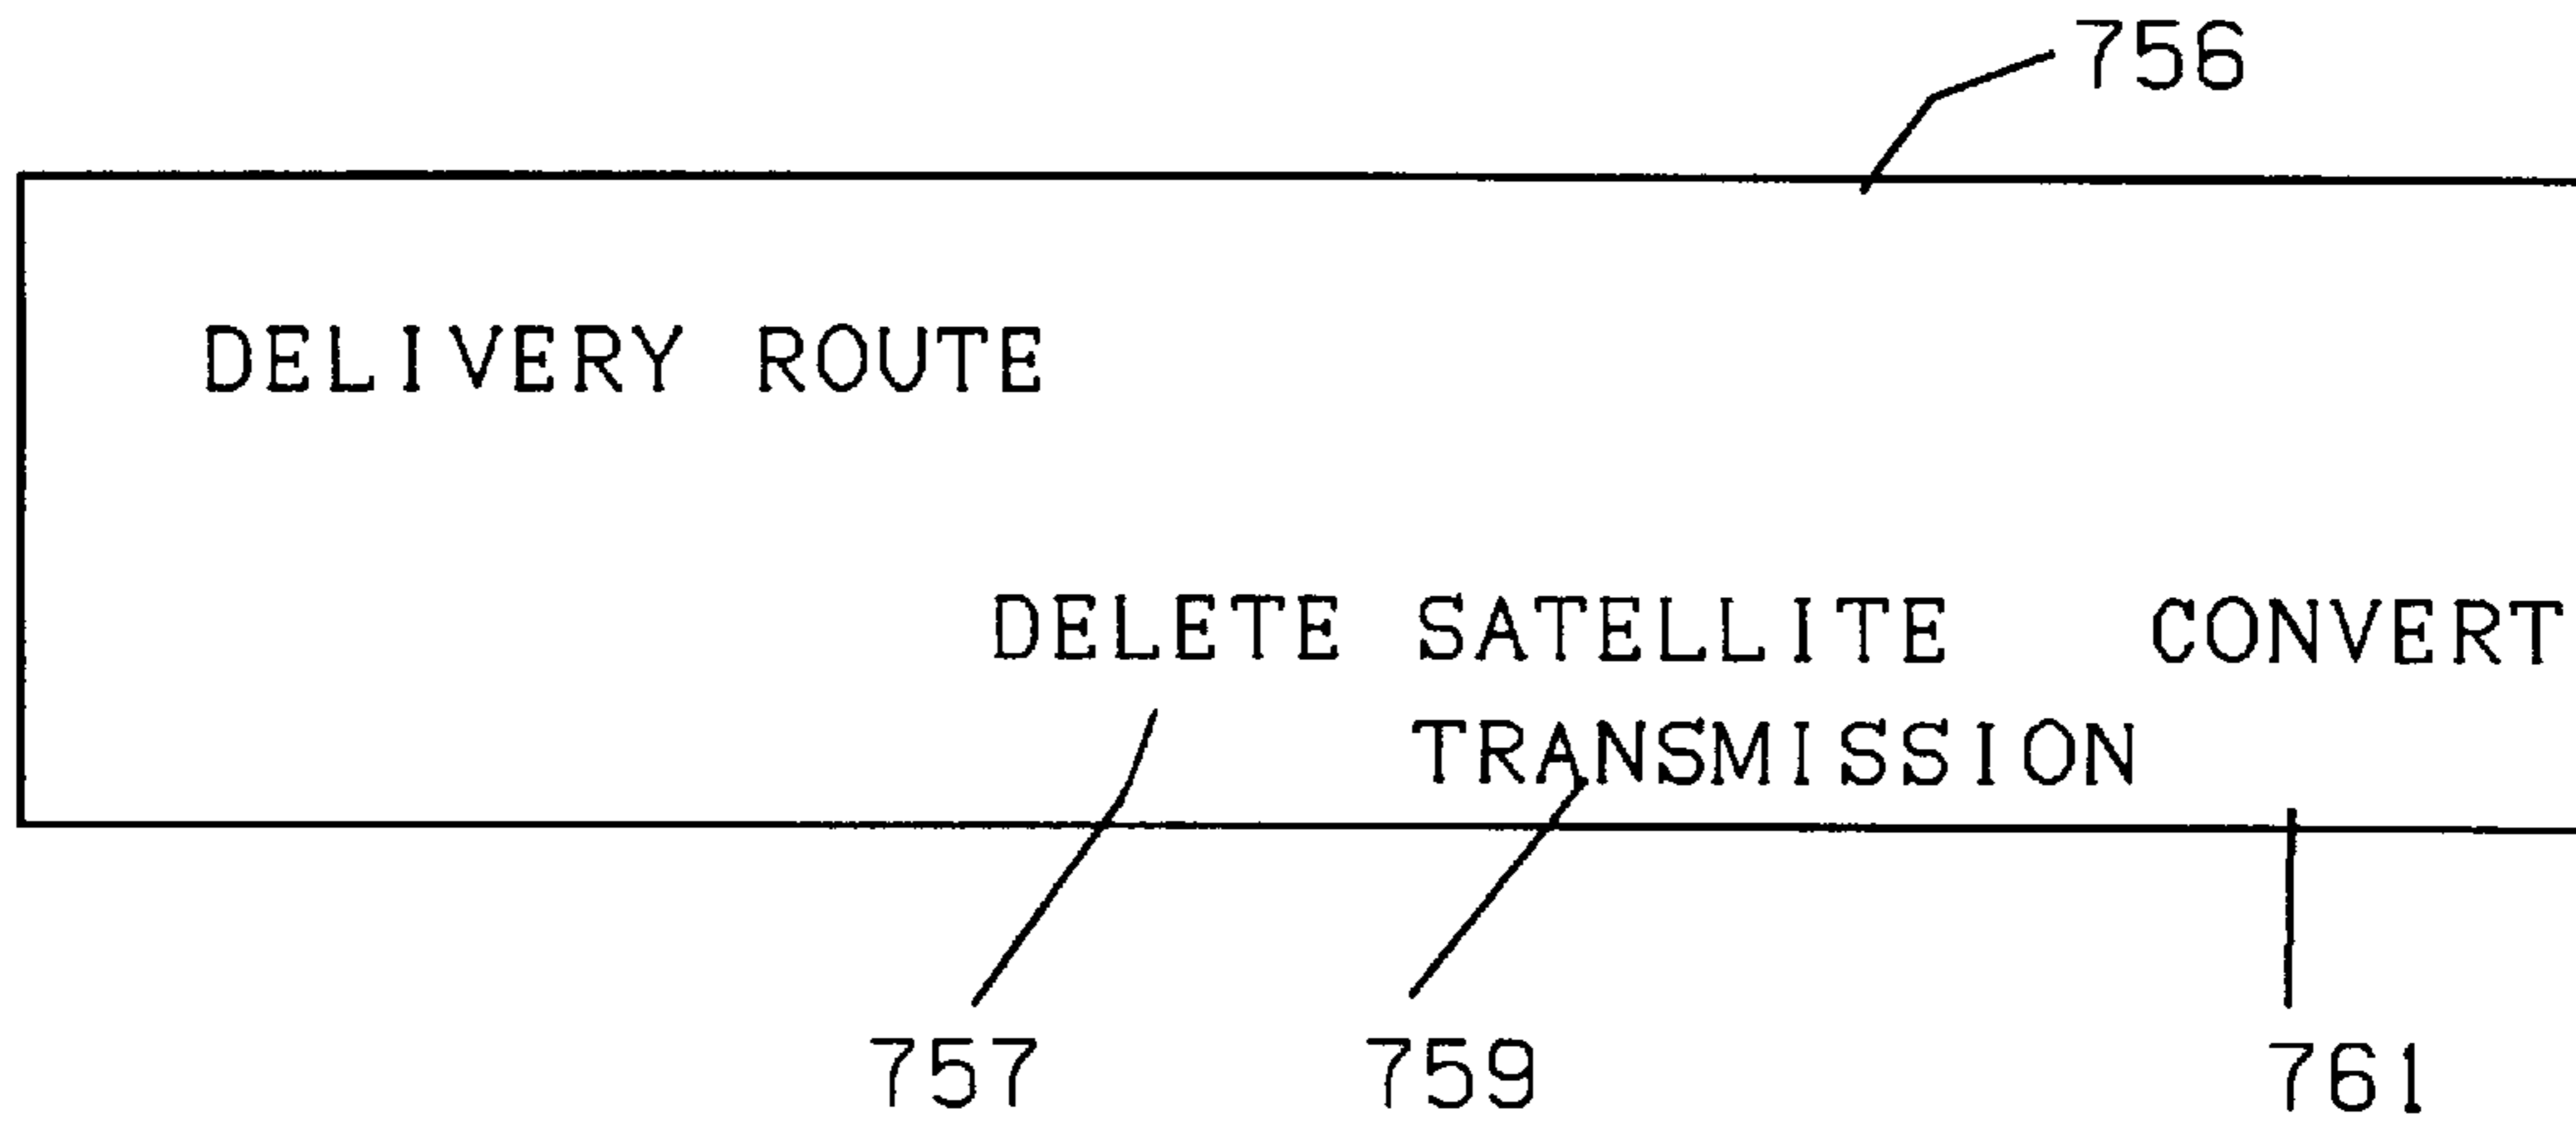 756
DELIVERY ROUTE
DELETE SATELLITE CONVERT
TRANSMISSION
757 759 761